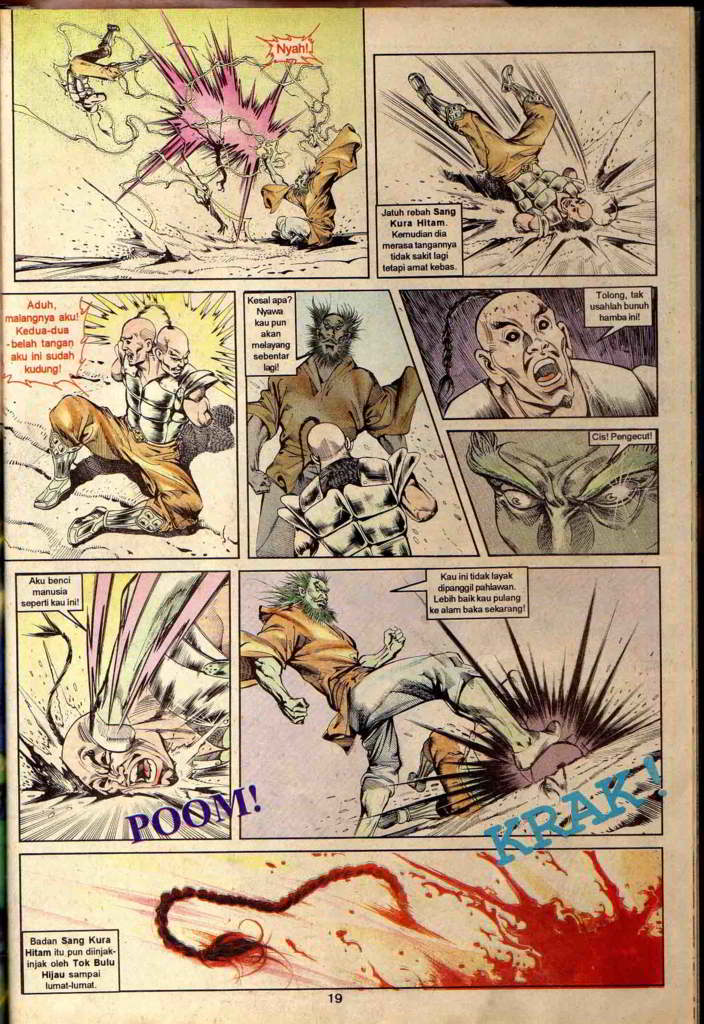 Nyah!
Jatuh rebah Sang
Kura Hitam.
Kemudian dia
merasa tangannya
tidak sakit lagi
tetapi amat kebas.
Aduh,
malangnya aku!
Kedua-dua
-belah tangan
aku ini sudah
kudung!
Kesal apa?
Nyawa
kau pun
akan
melayang
sebentar
lagi!
Tolong, tak
usahlah bunuh
hamba ini!
Cis! Pengecut!
Aku benci
manusia
seperti kau ini!
POOM!
Kau ini tidak layak
dipanggil pahlawan.
Lebih baik kau pulang
ke alam baka sekarang!
KRAK!
Badan Sang Kura
Hitam itu pun diinjak-
injak oleh Tok Bulu
Hijau sampai
lumat-lumat.
19